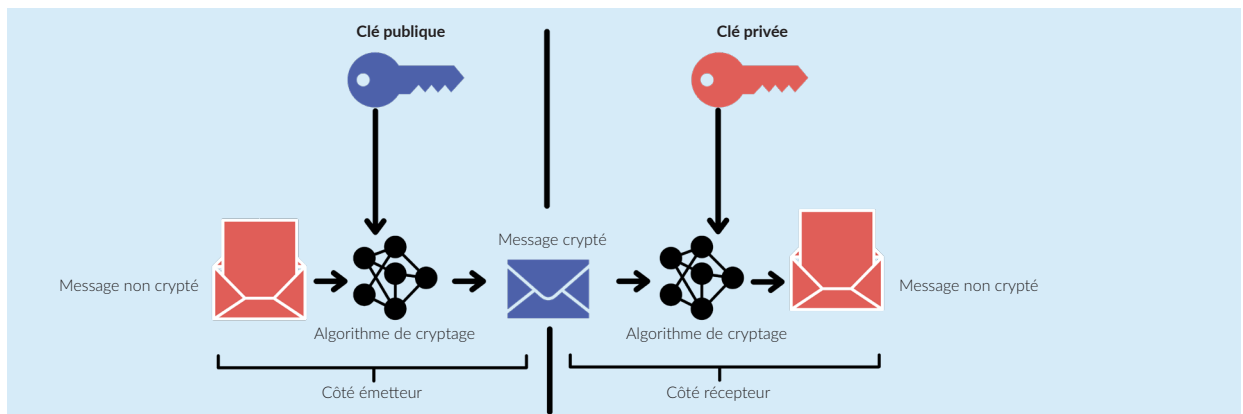 Clé publique
Clé privée
Message crypté
Message non crypté
Message non crypté
Algorithme de cryptage
Algorithme de cryptage
Côté émetteur
Côté récepteur